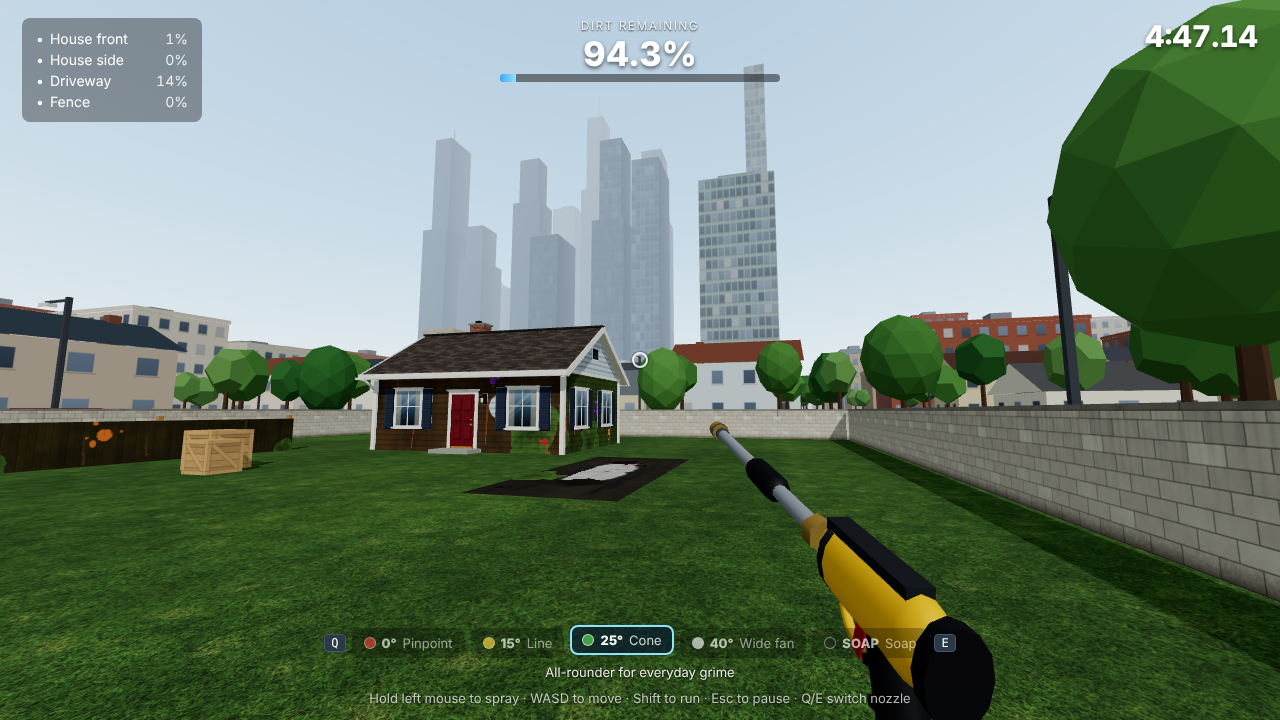 • House front 1%
• House side 0%
• Driveway 14%
• Fence 0%
DIRT REMAINING
94.3%
4:47.14
Q 0° Pinpoint 15° Line 25° Cone 40° Wide fan SOAP Soap E
All-rounder for everyday grime
Hold left mouse to spray · WASD to move · Shift to run · Esc to pause · Q/E switch nozzle